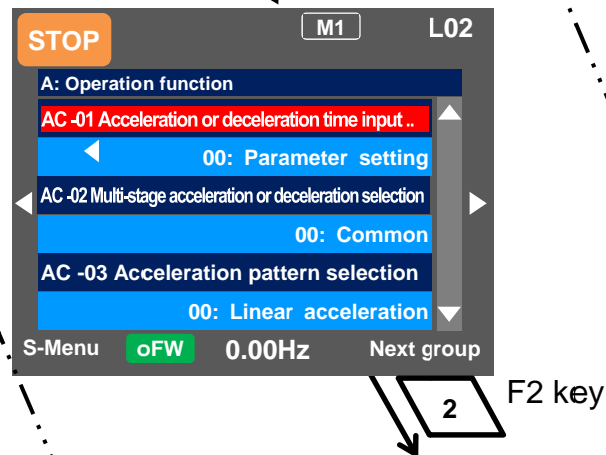 STOP M1 L02
A: Operation function
AC -01 Acceleration or deceleration time input ..
00: Parameter setting
AC -02 Multi-stage acceleration or deceleration selection
00: Common
AC -03 Acceleration pattern selection
00: Linear acceleration
S-Menu oFW 0.00Hz Next group
2 F2 key